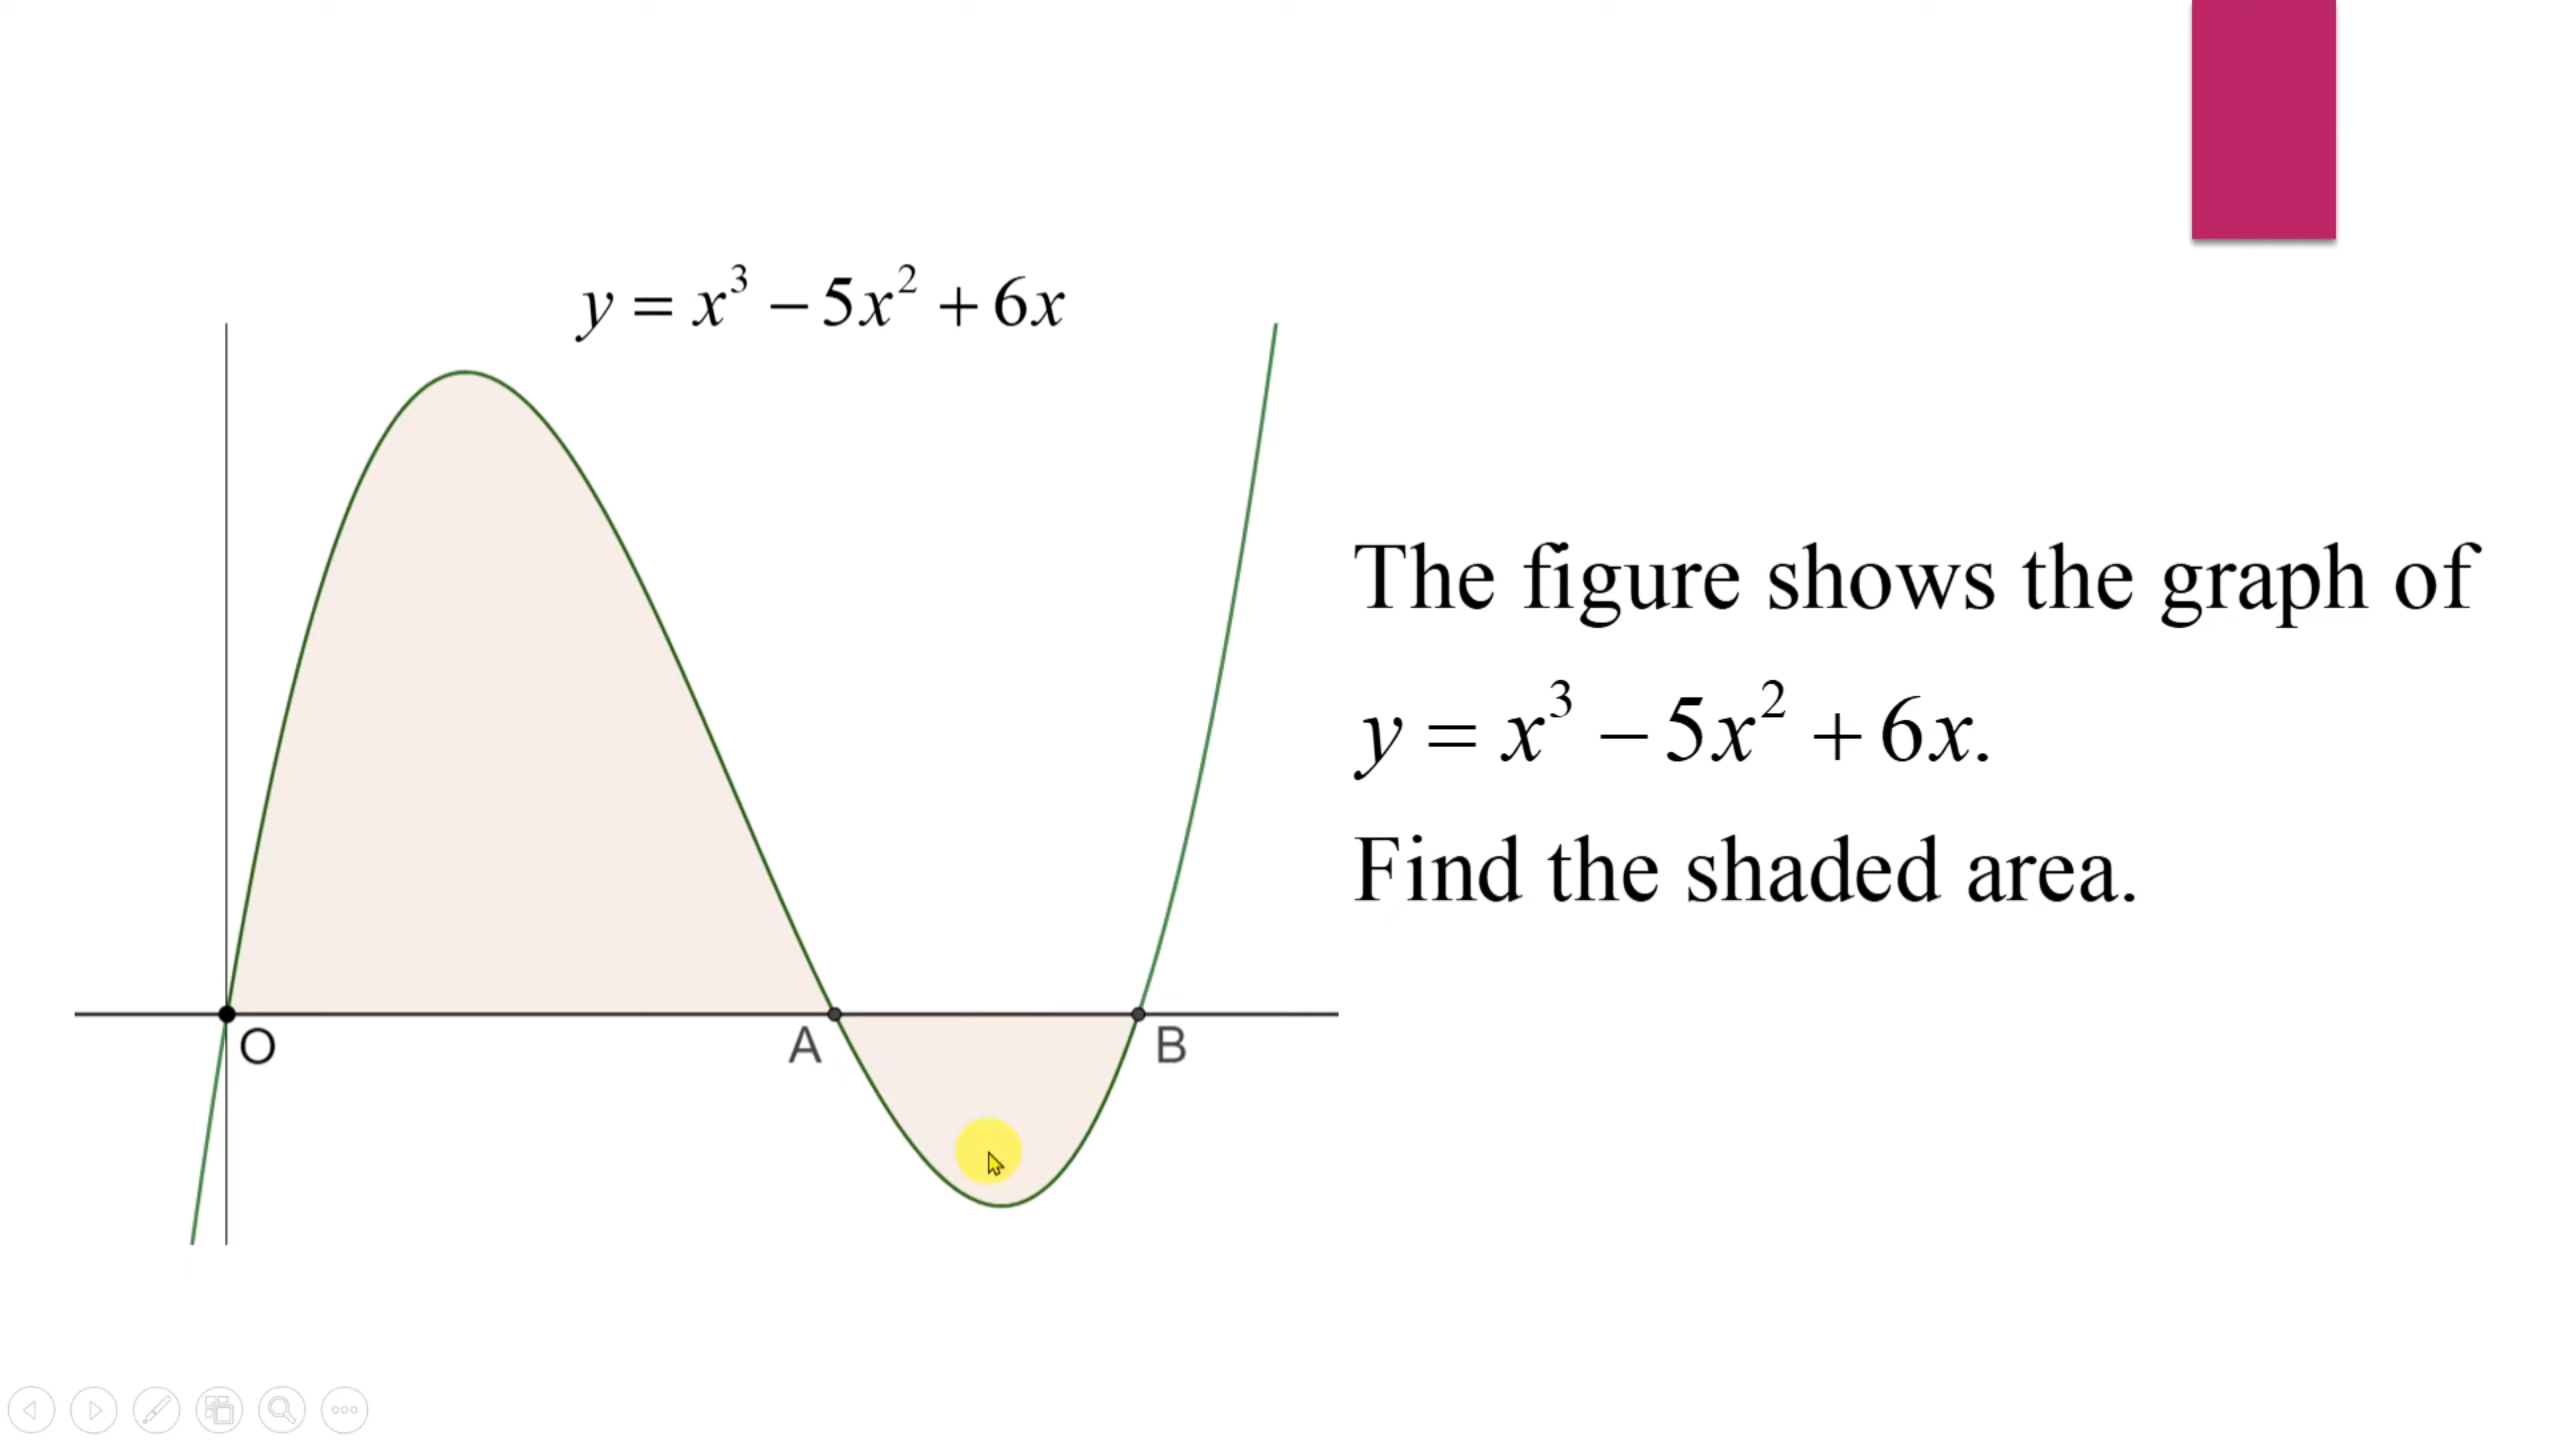 y = x³ − 5x² + 6x
The figure shows the graph of
y = x³ − 5x² + 6x.
Find the shaded area.
O
A
B